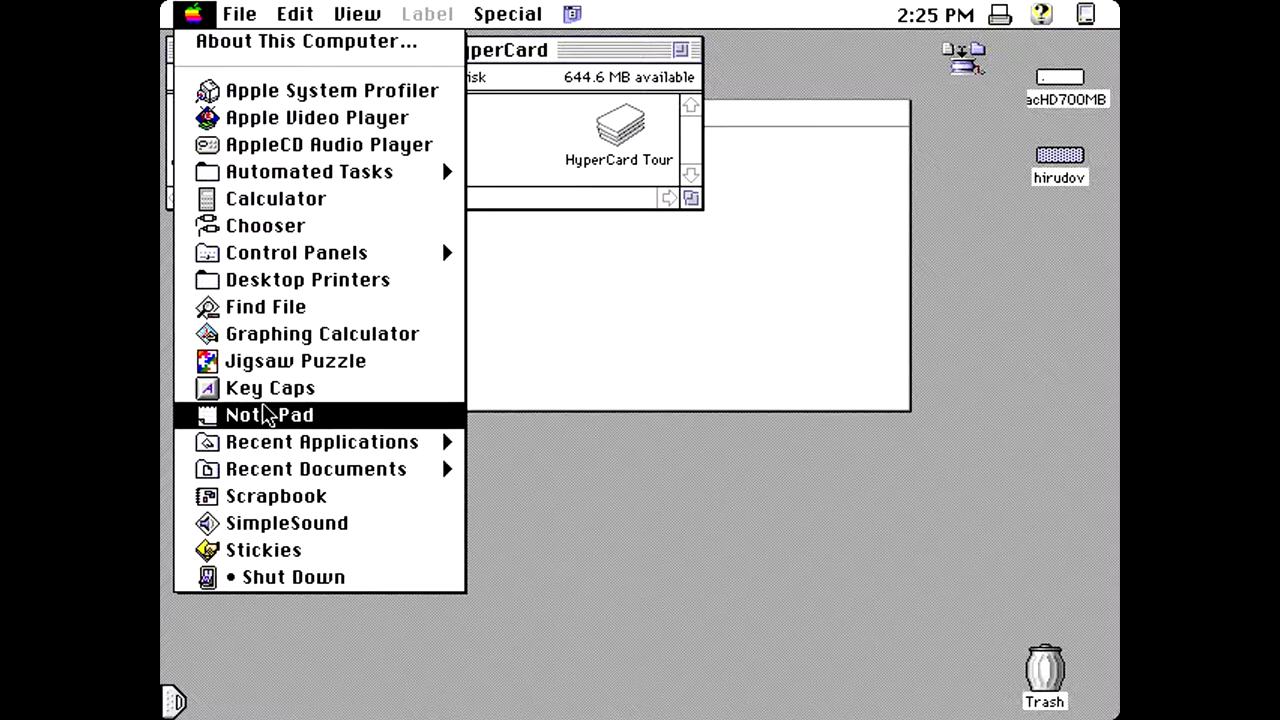 File Edit View Label Special 2:25 PM
About This Computer...
Apple System Profiler
Apple Video Player
AppleCD Audio Player
Automated Tasks
Calculator
Chooser
Control Panels
Desktop Printers
Find File
Graphing Calculator
Jigsaw Puzzle
Key Caps
Note Pad
Recent Applications
Recent Documents
Scrapbook
SimpleSound
Stickies
• Shut Down
perCard
isk 644.6 MB available
HyperCard Tour
acHD700MB
hirudov
Trash